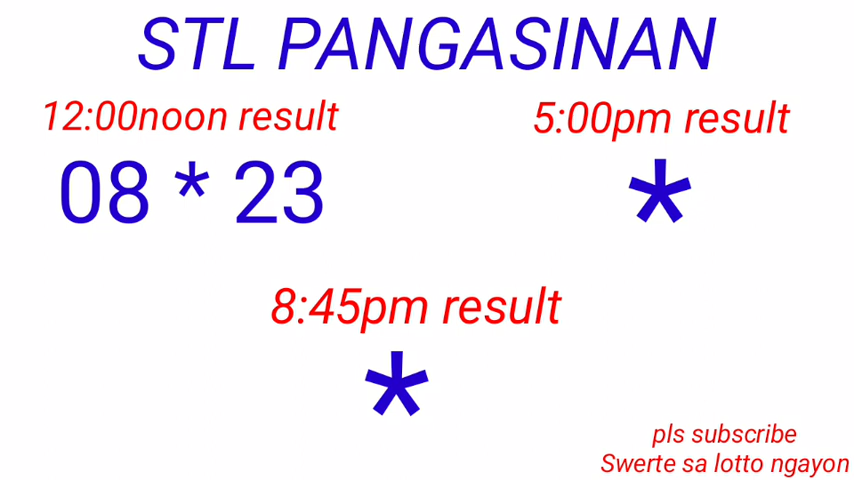 STL PANGASINAN
12:00noon result
5:00pm result
08 * 23
*
8:45pm result
*
pls subscribe
Swerte sa lotto ngayon